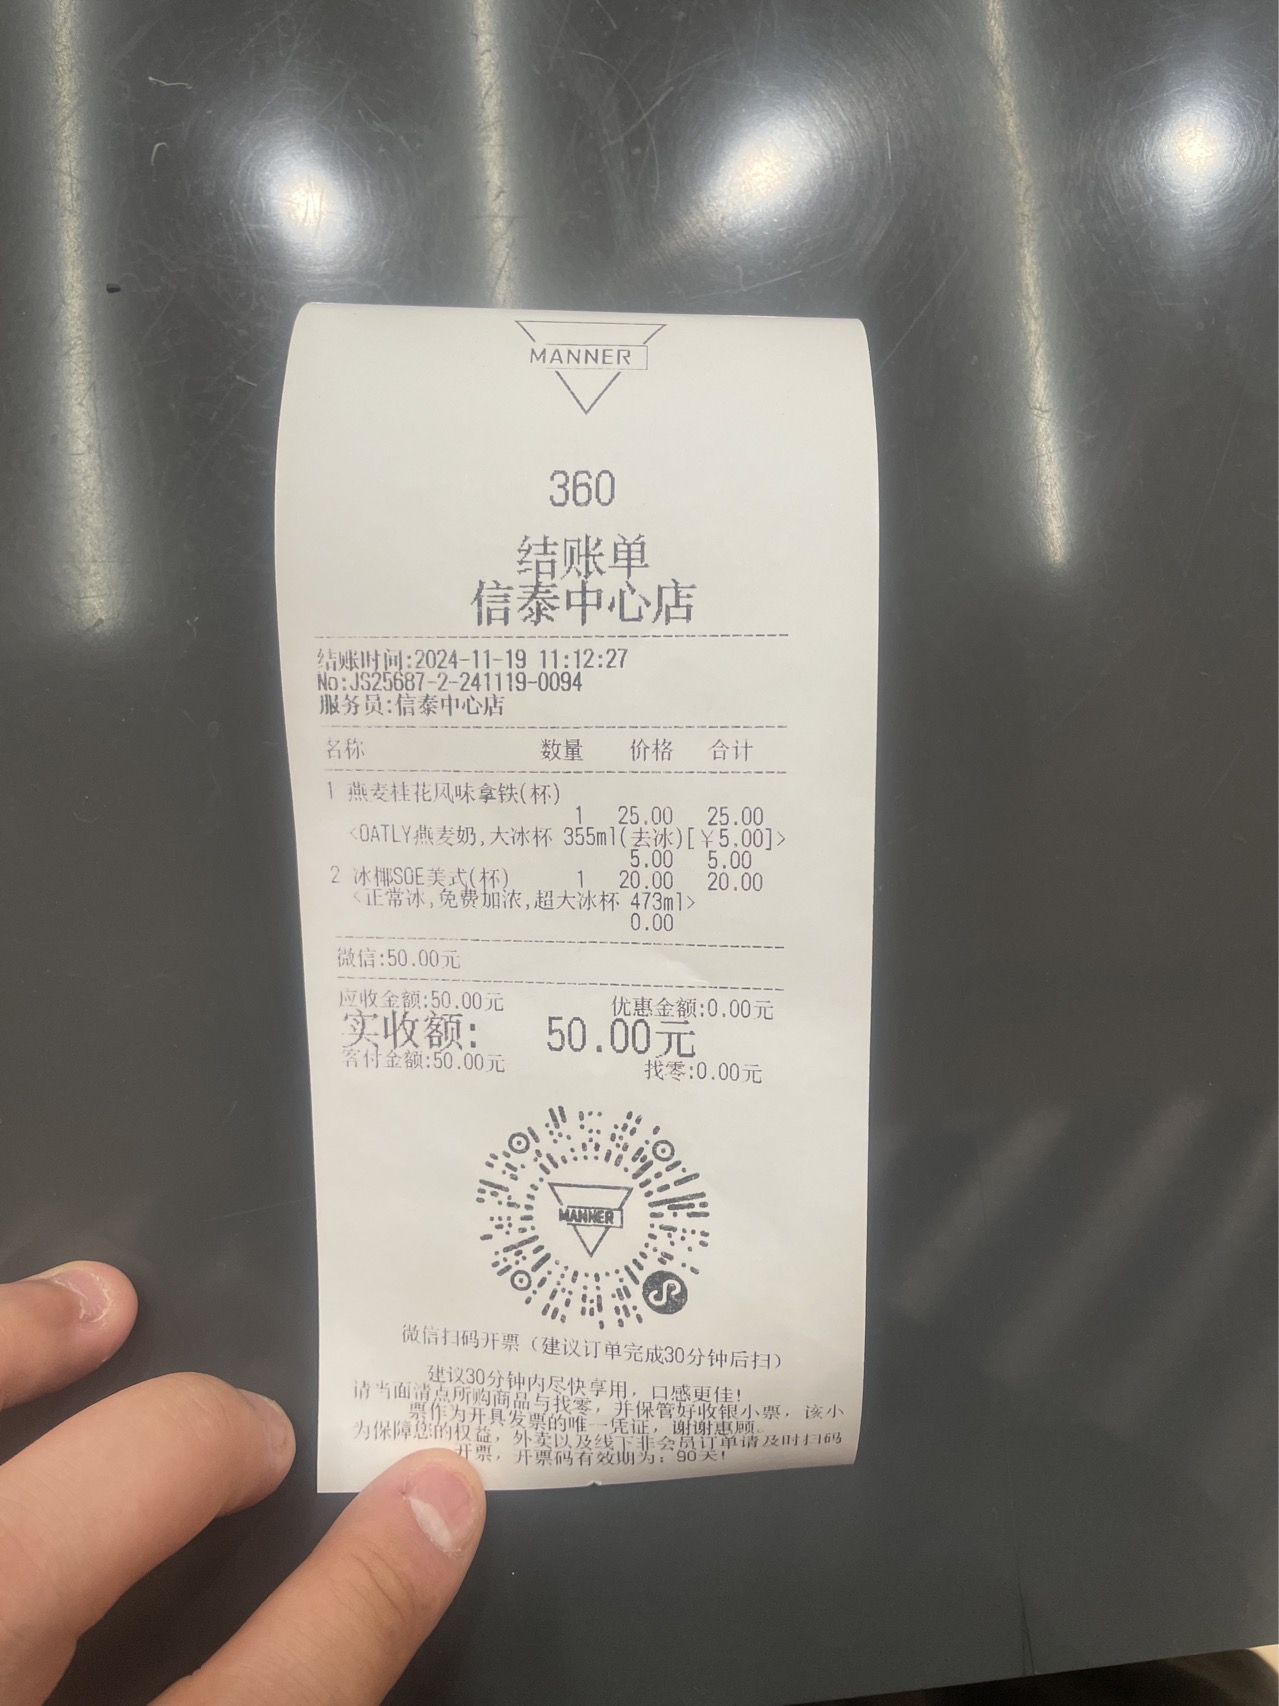 MANNER
360
结账单
信泰中心店
结账时间:2024-11-19 11:12:27
No:JS25687-2-241119-0094
服务员:信泰中心店
名称 数量 价格 合计
1 燕麦桂花风味拿铁(杯)
1 25.00 25.00
<OATLY燕麦奶,大冰杯 355ml(去冰)[￥5.00]>
5.00 5.00
2 冰椰SOE美式(杯) 1 20.00 20.00
<正常冰,免费加浓,超大冰杯 473ml>
0.00
微信:50.00元
应收金额:50.00元 优惠金额:0.00元
实收额: 50.00元
客付金额:50.00元 找零:0.00元
MANNER
微信扫码开票（建议订单完成30分钟后扫）
建议30分钟内尽快享用，口感更佳！
请当面清点所购商品与找零，并保管好收银小票，该小
票作为开具发票的唯一凭证，谢谢惠顾。
为保障您的权益，外卖以及线下非会员订单请及时扫码
开票，开票码有效期为：90天！